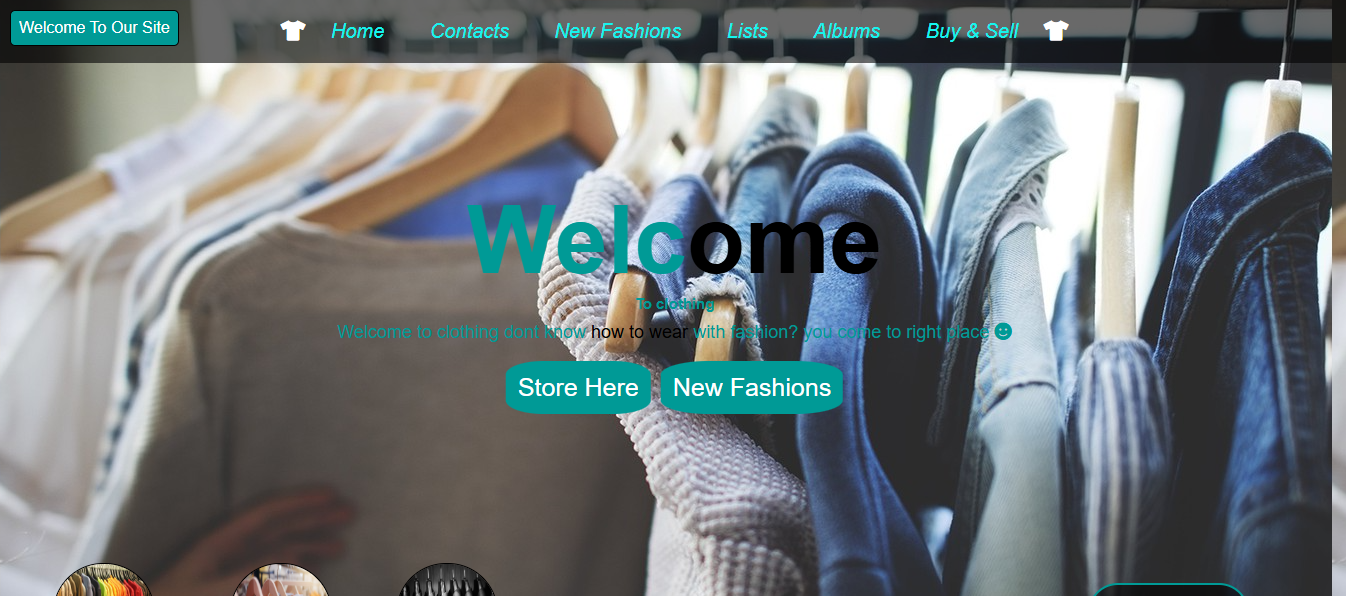 Welcome To Our Site
Home Contacts New Fashions Lists Albums Buy & Sell
Welcome
To clothing
Welcome to clothing dont know how to wear with fashion? you come to right place
Store Here New Fashions